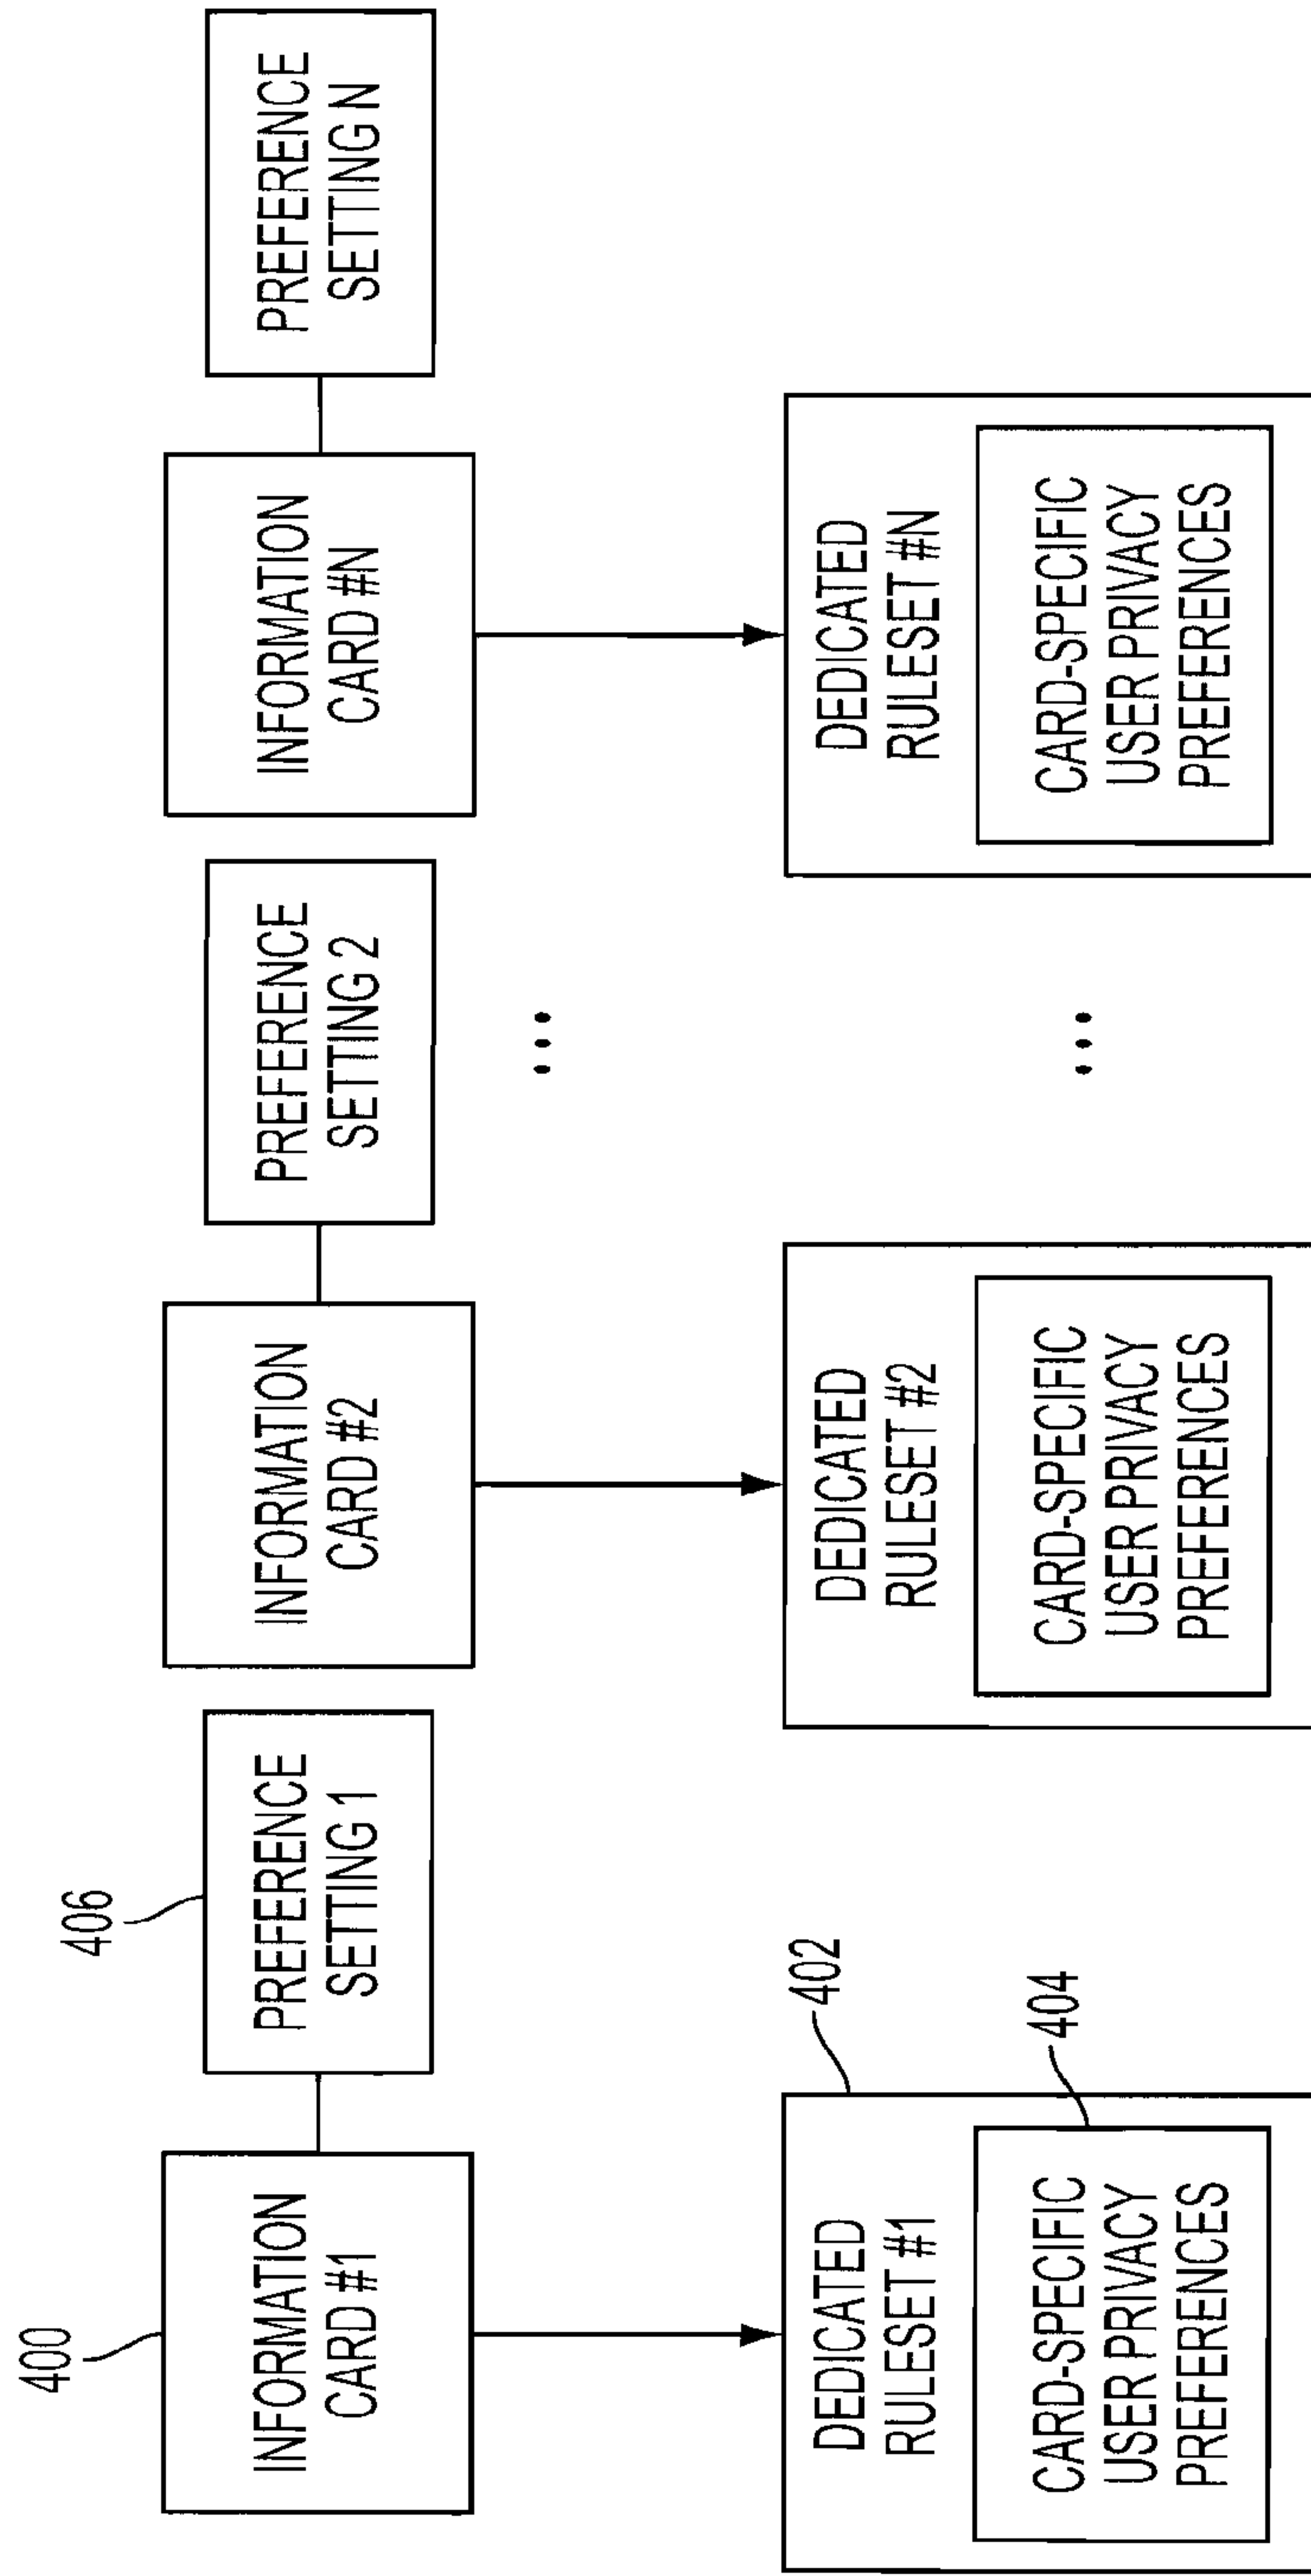 400
INFORMATION
CARD #1
406
PREFERENCE
SETTING 1
INFORMATION
CARD #2
PREFERENCE
SETTING 2
INFORMATION
CARD #N
PREFERENCE
SETTING N
...
402
DEDICATED
RULESET #1
404
CARD-SPECIFIC
USER PRIVACY
PREFERENCES
DEDICATED
RULESET #2
CARD-SPECIFIC
USER PRIVACY
PREFERENCES
...
DEDICATED
RULESET #N
CARD-SPECIFIC
USER PRIVACY
PREFERENCES